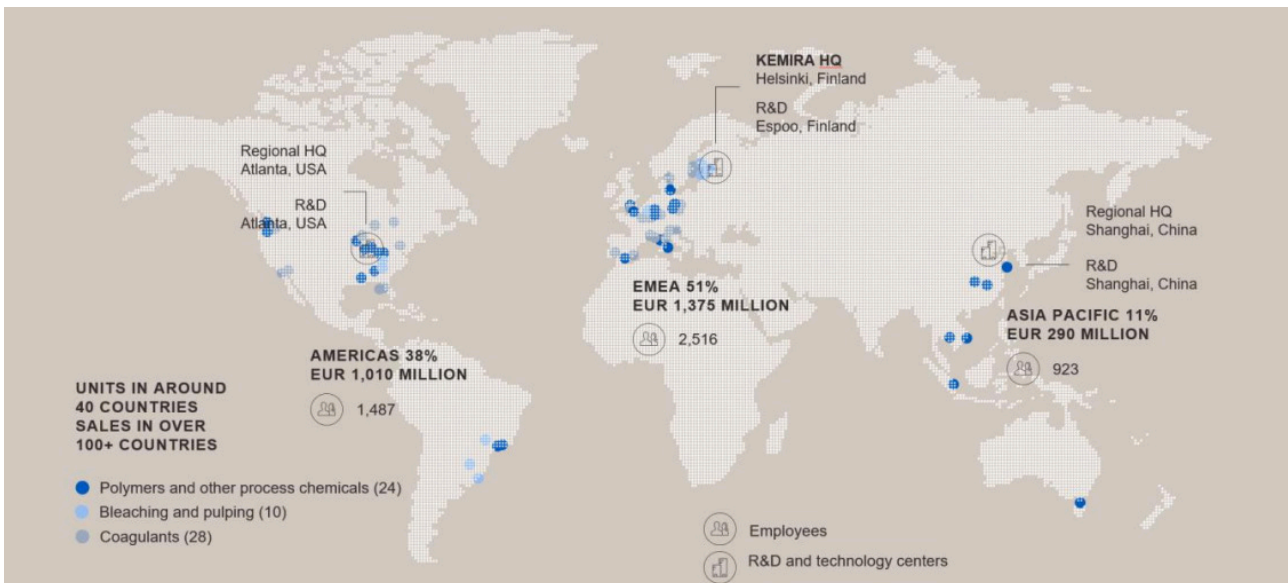 KEMIRA HQ
Helsinki, Finland
R&D
Espoo, Finland
Regional HQ
Atlanta, USA
R&D
Atlanta, USA
Regional HQ
Shanghai, China
R&D
Shanghai, China
EMEA 51%
EUR 1,375 MILLION
2,516
ASIA PACIFIC 11%
EUR 290 MILLION
923
AMERICAS 38%
EUR 1,010 MILLION
1,487
UNITS IN AROUND
40 COUNTRIES
SALES IN OVER
100+ COUNTRIES
Polymers and other process chemicals (24)
Bleaching and pulping (10)
Coagulants (28)
Employees
R&D and technology centers